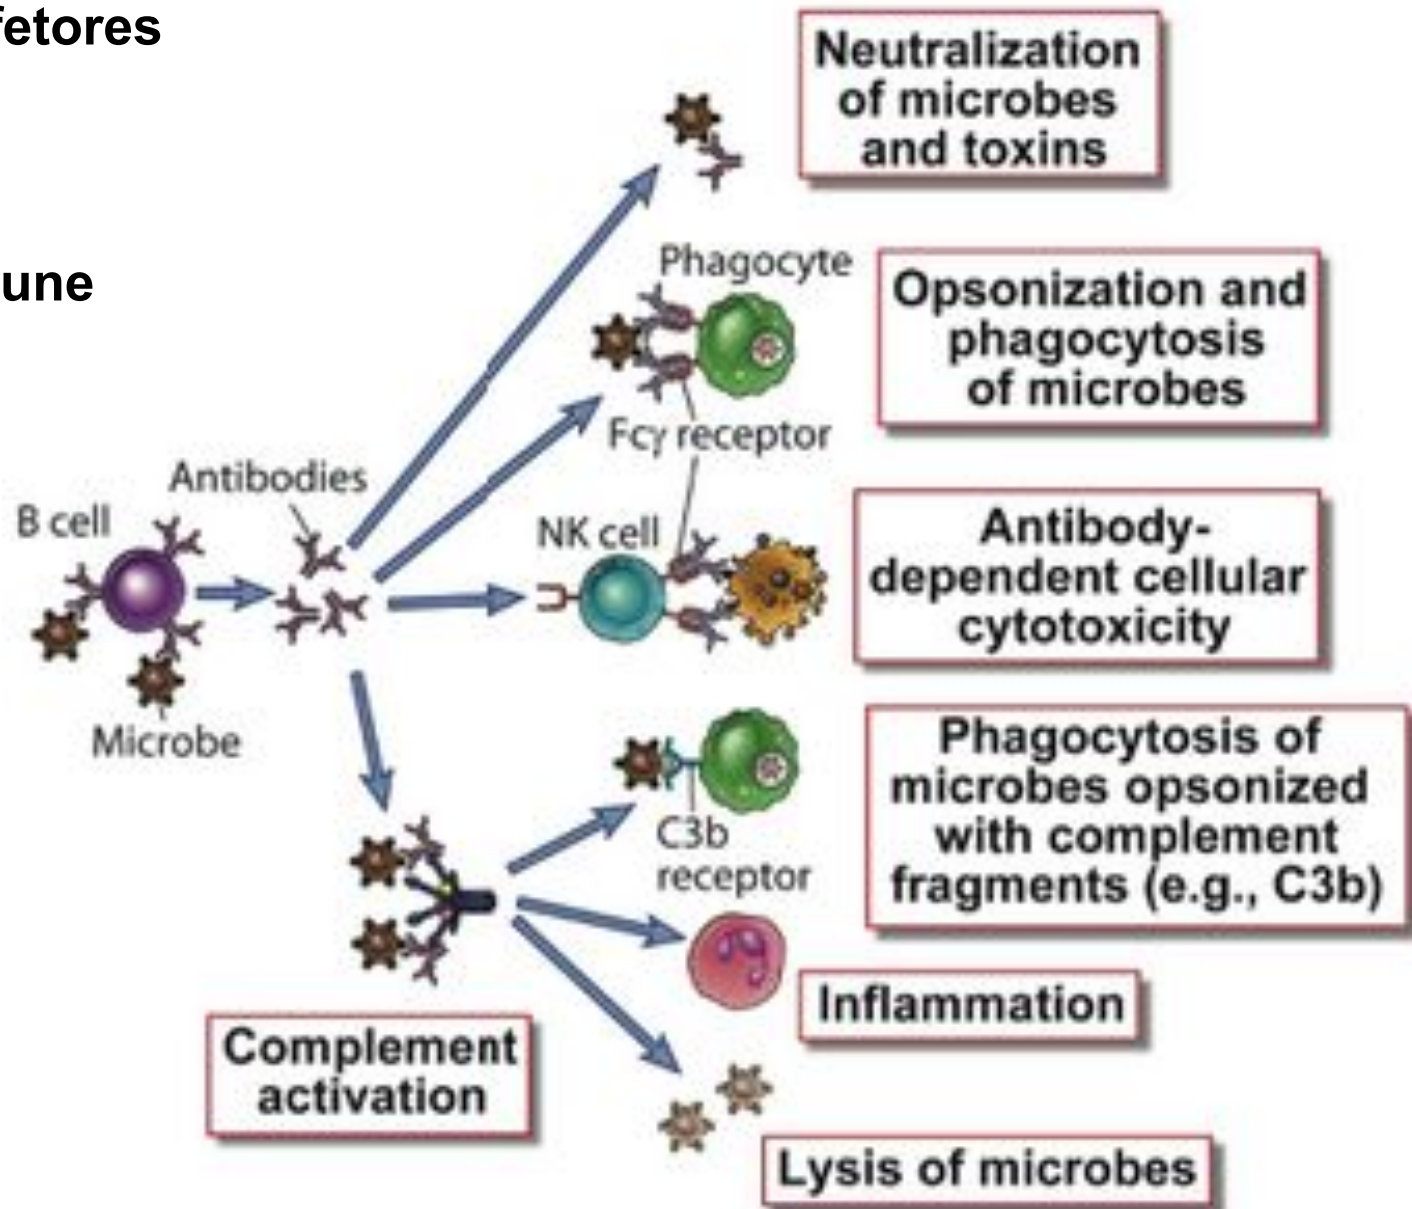 fetores
une
Neutralization
of microbes
and toxins
Phagocyte
Opsonization and
phagocytosis
of microbes
Fcγ receptor
Antibodies
B cell
NK cell
Antibody-
dependent cellular
cytotoxicity
Microbe
Phagocytosis of
microbes opsonized
with complement
fragments (e.g., C3b)
C3b
receptor
Inflammation
Complement
activation
Lysis of microbes